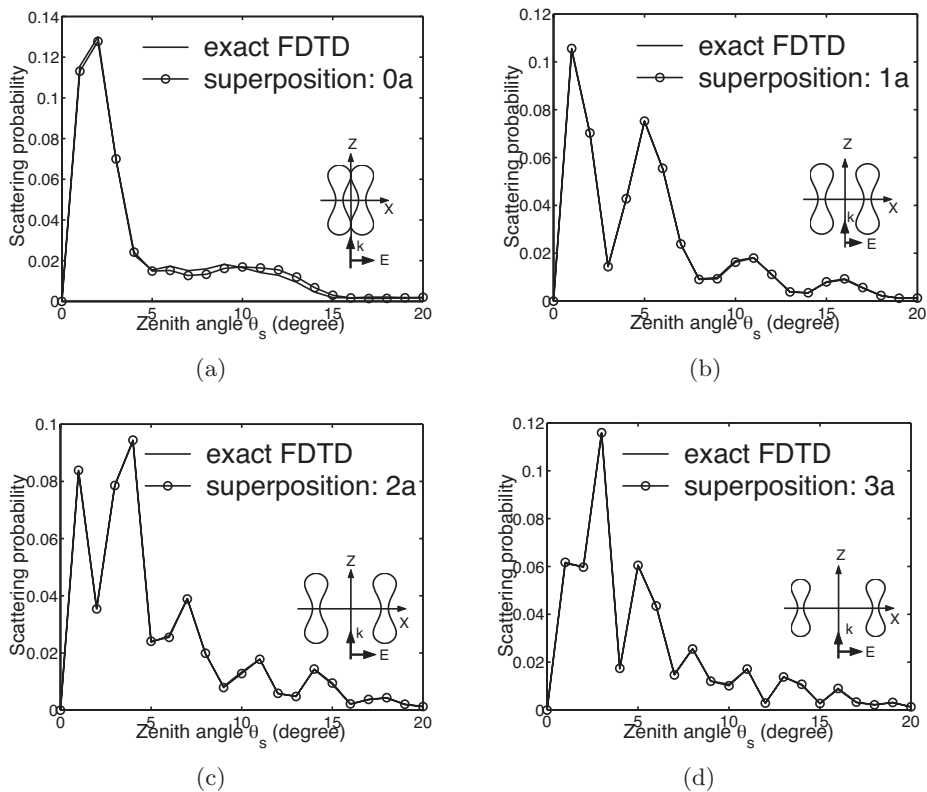 0.14
0.12
0.1
0.08
0.06
0.04
0.02
0
0 5 10 15 20
Scattering probability
Zenith angle θs (degree)
exact FDTD
superposition: 0a
Z
X
k
E
(a)
0.12
0.1
0.08
0.06
0.04
0.02
0
0 5 10 15 20
Scattering probability
Zenith angle θs (degree)
exact FDTD
superposition: 1a
Z
X
k
E
(b)
0.1
0.08
0.06
0.04
0.02
0
0 5 10 15 20
Scattering probability
Zenith angle θs (degree)
exact FDTD
superposition: 2a
Z
X
k
E
(c)
0.12
0.1
0.08
0.06
0.04
0.02
0
0 5 10 15 20
Scattering probability
Zenith angle θs (degree)
exact FDTD
superposition: 3a
Z
X
k
E
(d)